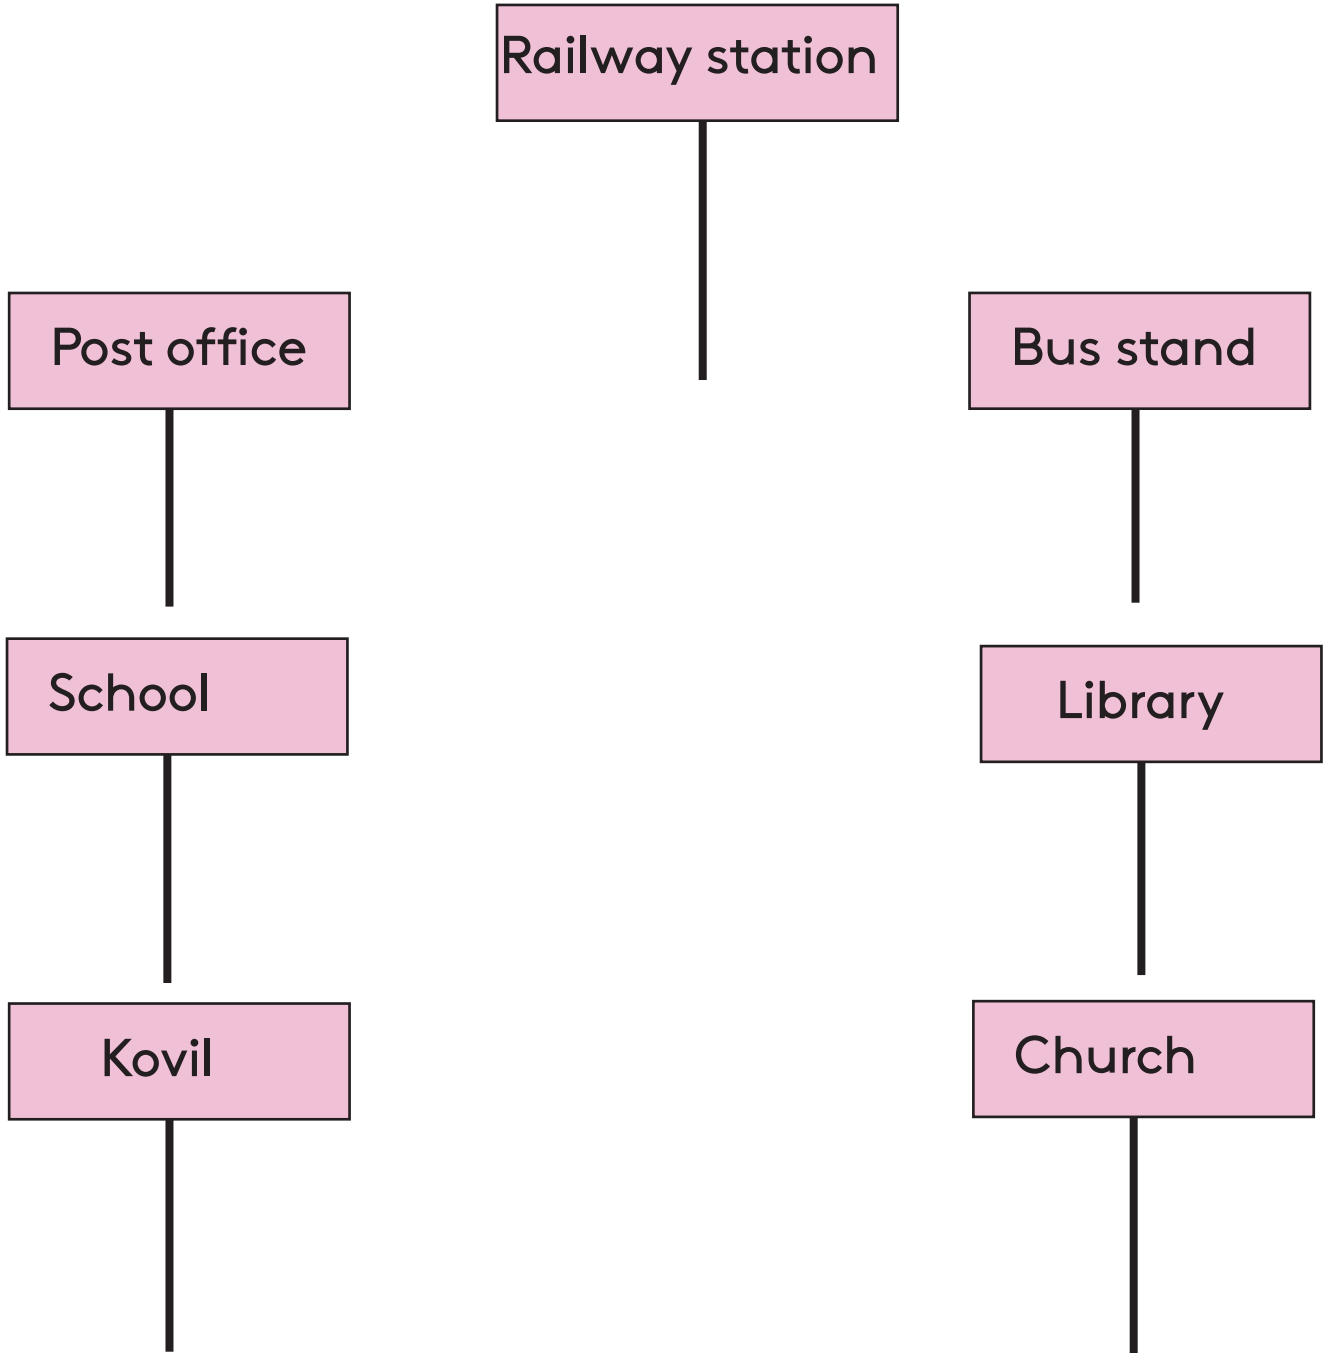 Railway station
Post office
Bus stand
School
Library
Kovil
Church